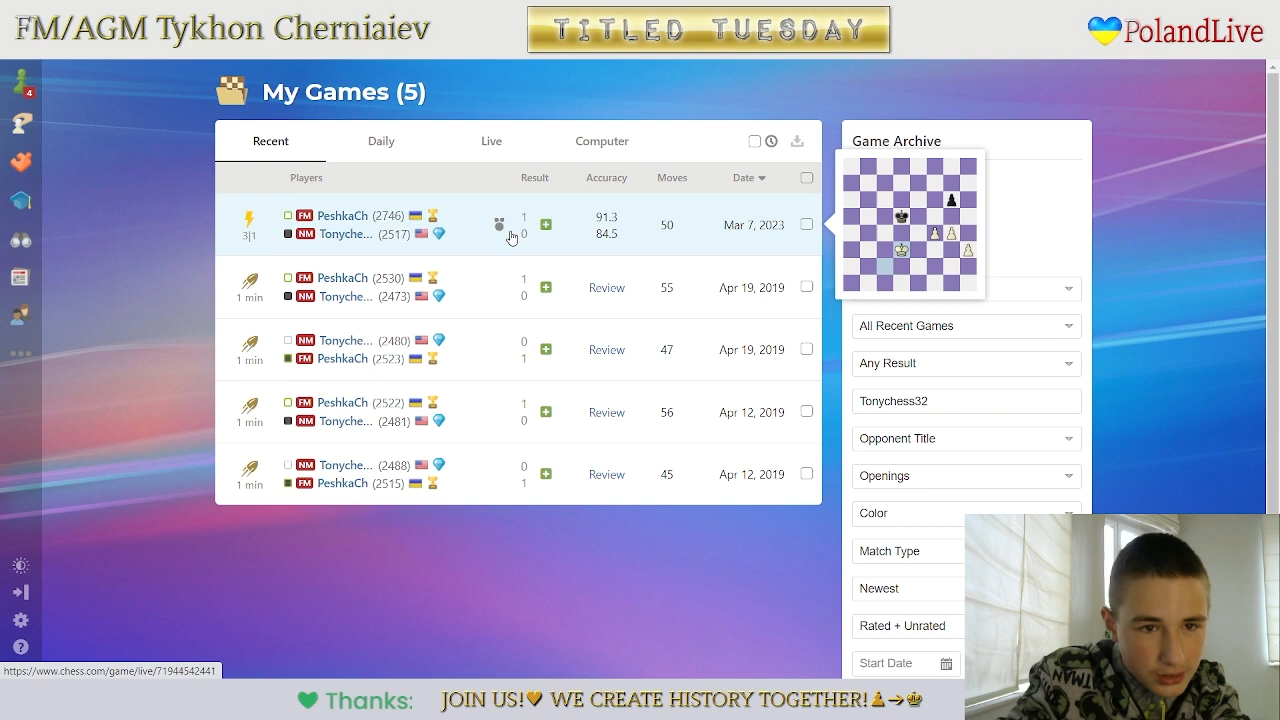 FM/AGM Tykhon Cherniaiev
TITLED TUESDAY
PolandLive
4
My Games (5)
Recent Daily Live Computer
Players Result Accuracy Moves Date
3|1
FM PeshkaCh (2746) 1 91.3
NM Tonyche... (2517) 0 84.5
50 Mar 7, 2023
1 min
FM PeshkaCh (2530) 1
NM Tonyche... (2473) 0
Review 55 Apr 19, 2019
1 min
NM Tonyche... (2480) 0
FM PeshkaCh (2523) 1
Review 47 Apr 19, 2019
1 min
FM PeshkaCh (2522) 1
NM Tonyche... (2481) 0
Review 56 Apr 12, 2019
1 min
NM Tonyche... (2488) 0
FM PeshkaCh (2515) 1
Review 45 Apr 12, 2019
Game Archive
All Recent Games
Any Result
Tonychess32
Opponent Title
Openings
Color
Match Type
Newest
Rated + Unrated
Start Date
https://www.chess.com/game/live/71944542441
Thanks:
JOIN US! WE CREATE HISTORY TOGETHER!